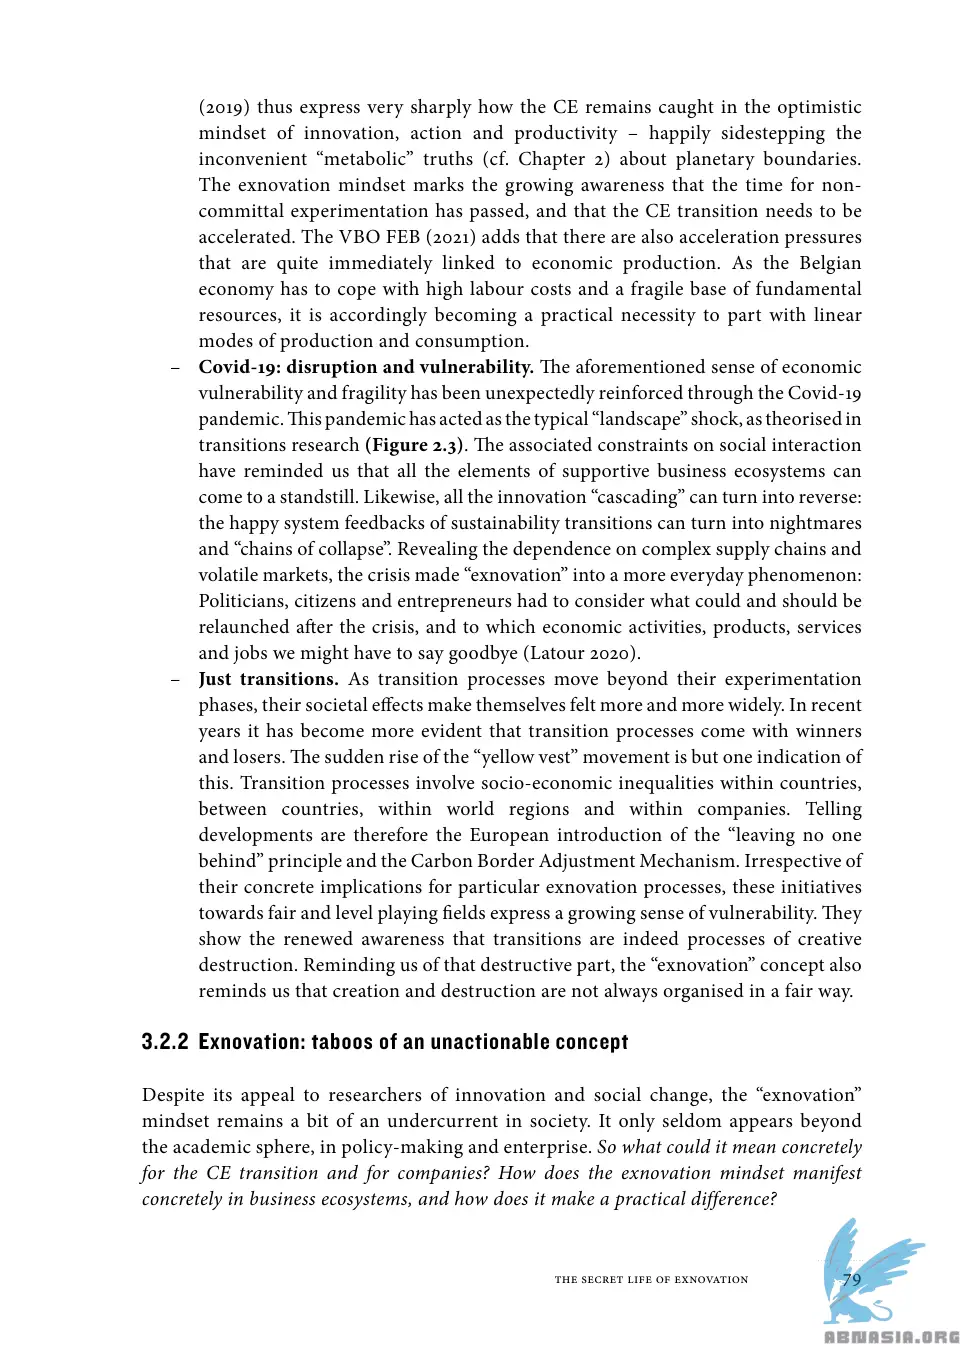 (2019) thus express very sharply how the CE remains caught in the optimistic
mindset of innovation, action and productivity – happily sidestepping the
inconvenient “metabolic” truths (cf. Chapter 2) about planetary boundaries.
The exnovation mindset marks the growing awareness that the time for non-
committal experimentation has passed, and that the CE transition needs to be
accelerated. The VBO FEB (2021) adds that there are also acceleration pressures
that are quite immediately linked to economic production. As the Belgian
economy has to cope with high labour costs and a fragile base of fundamental
resources, it is accordingly becoming a practical necessity to part with linear
modes of production and consumption.
– Covid-19: disruption and vulnerability. The aforementioned sense of economic
vulnerability and fragility has been unexpectedly reinforced through the Covid-19
pandemic. This pandemic has acted as the typical “landscape” shock, as theorised in
transitions research (Figure 2.3). The associated constraints on social interaction
have reminded us that all the elements of supportive business ecosystems can
come to a standstill. Likewise, all the innovation “cascading” can turn into reverse:
the happy system feedbacks of sustainability transitions can turn into nightmares
and “chains of collapse”. Revealing the dependence on complex supply chains and
volatile markets, the crisis made “exnovation” into a more everyday phenomenon:
Politicians, citizens and entrepreneurs had to consider what could and should be
relaunched after the crisis, and to which economic activities, products, services
and jobs we might have to say goodbye (Latour 2020).
– Just transitions. As transition processes move beyond their experimentation
phases, their societal effects make themselves felt more and more widely. In recent
years it has become more evident that transition processes come with winners
and losers. The sudden rise of the “yellow vest” movement is but one indication of
this. Transition processes involve socio-economic inequalities within countries,
between countries, within world regions and within companies. Telling
developments are therefore the European introduction of the “leaving no one
behind” principle and the Carbon Border Adjustment Mechanism. Irrespective of
their concrete implications for particular exnovation processes, these initiatives
towards fair and level playing fields express a growing sense of vulnerability. They
show the renewed awareness that transitions are indeed processes of creative
destruction. Reminding us of that destructive part, the “exnovation” concept also
reminds us that creation and destruction are not always organised in a fair way.
3.2.2 Exnovation: taboos of an unactionable concept
Despite its appeal to researchers of innovation and social change, the “exnovation”
mindset remains a bit of an undercurrent in society. It only seldom appears beyond
the academic sphere, in policy-making and enterprise. So what could it mean concretely
for the CE transition and for companies? How does the exnovation mindset manifest
concretely in business ecosystems, and how does it make a practical difference?
THE SECRET LIFE OF EXNOVATION 79
ABNASIA.ORG